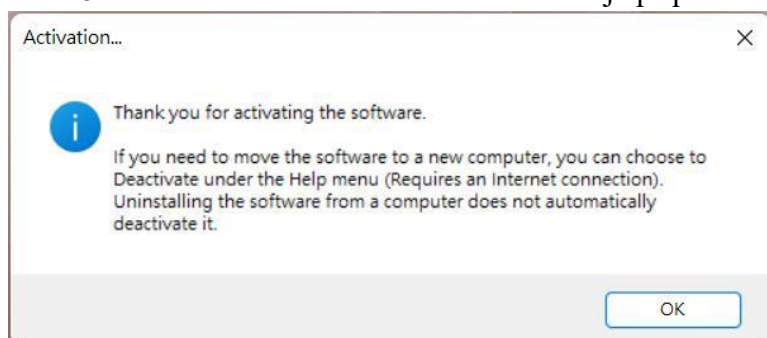 Activation...
Thank you for activating the software.
If you need to move the software to a new computer, you can choose to
Deactivate under the Help menu (Requires an Internet connection).
Uninstalling the software from a computer does not automatically
deactivate it.
OK